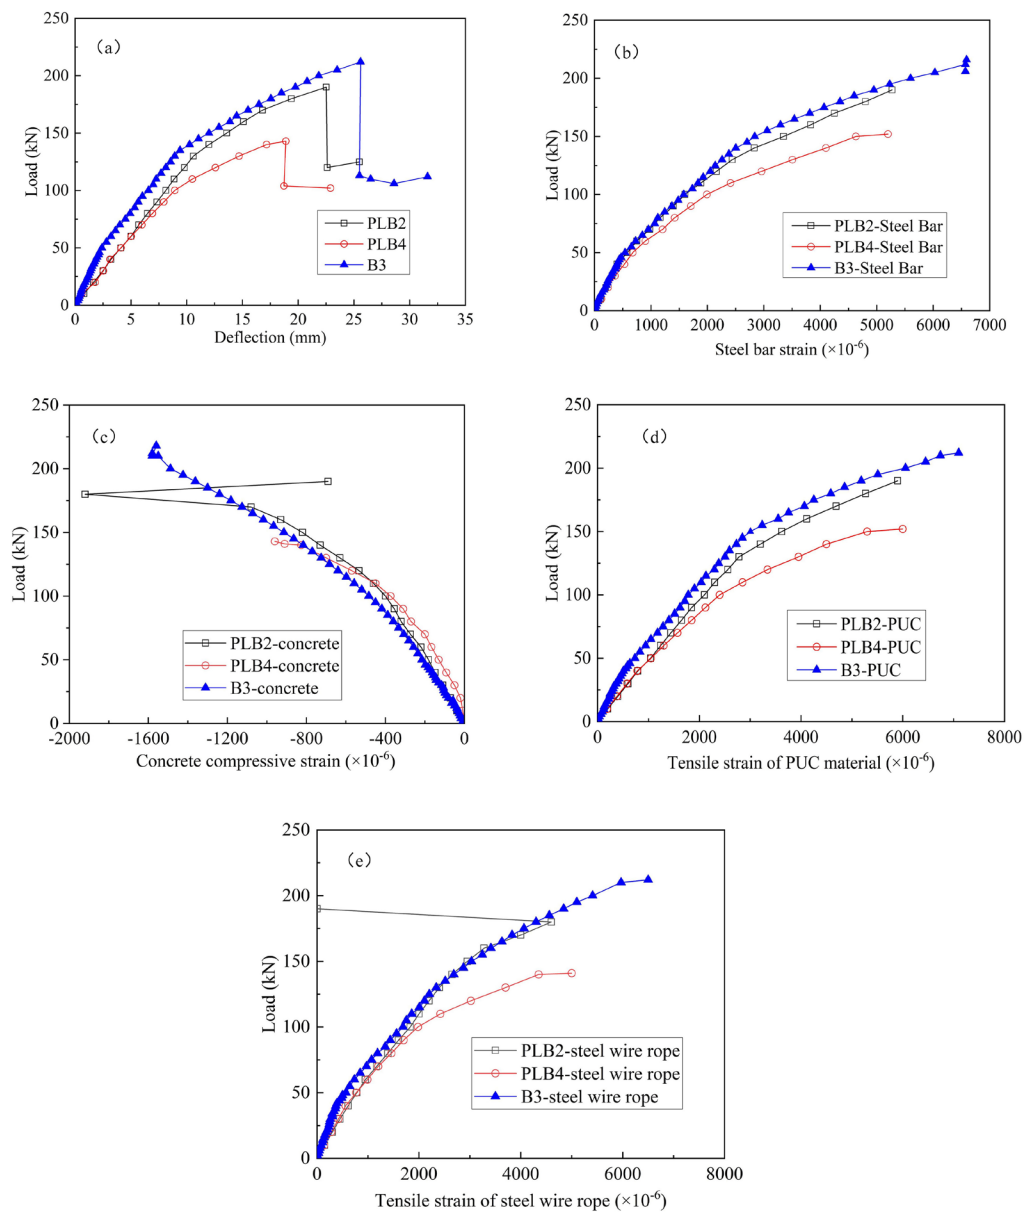 (a)
250
200
150
100
50
0
Load (kN)
PLB2
PLB4
B3
0 5 10 15 20 25 30 35
Deflection (mm)
(b)
250
200
150
100
50
0
Load (kN)
PLB2-Steel Bar
PLB4-Steel Bar
B3-Steel Bar
0 1000 2000 3000 4000 5000 6000 7000
Steel bar strain (×10⁻⁶)
(c)
250
200
150
100
50
0
Load (kN)
PLB2-concrete
PLB4-concrete
B3-concrete
-2000 -1600 -1200 -800 -400 0
Concrete compressive strain (×10⁻⁶)
(d)
250
200
150
100
50
0
Load (kN)
PLB2-PUC
PLB4-PUC
B3-PUC
0 2000 4000 6000 8000
Tensile strain of PUC material (×10⁻⁶)
(e)
250
200
150
100
50
0
Load (kN)
PLB2-steel wire rope
PLB4-steel wire rope
B3-steel wire rope
0 2000 4000 6000 8000
Tensile strain of steel wire rope (×10⁻⁶)